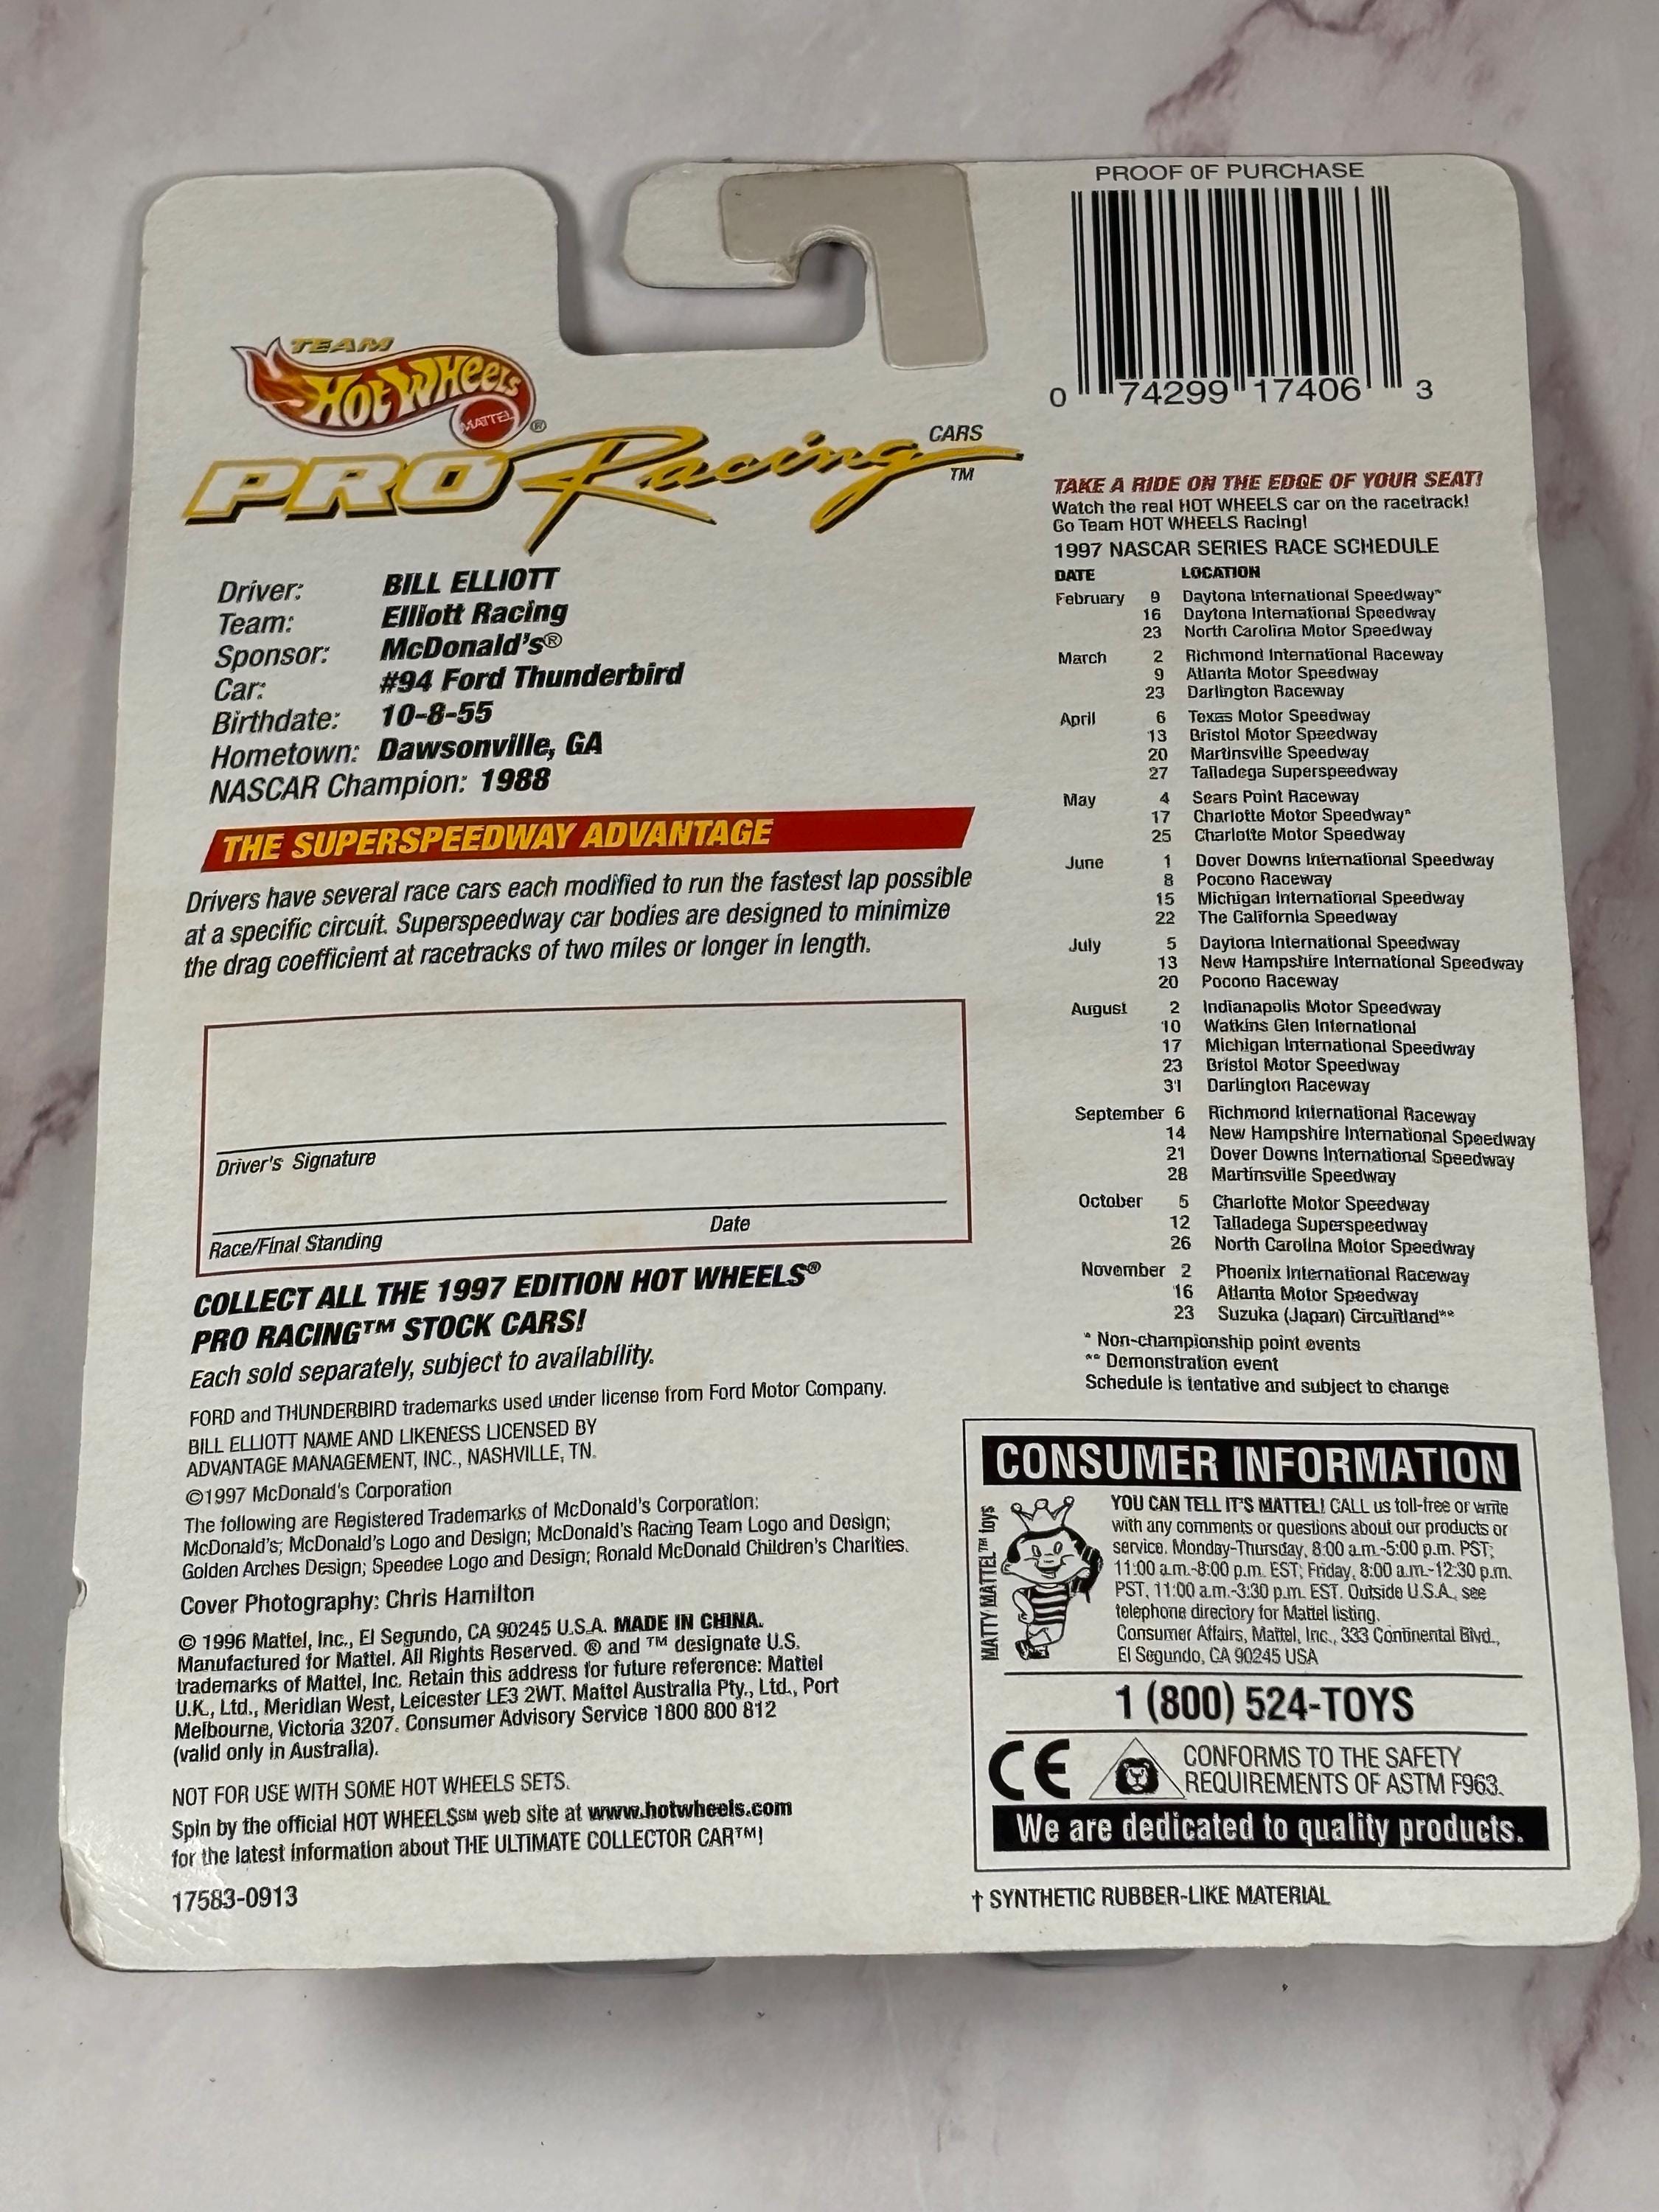 PROOF OF PURCHASE
0 74299 17406 3
TEAM
HOT WHEELS
MATTEL
®
PRO Racing
CARS
TM
Driver: BILL ELLIOTT
Team: Elliott Racing
Sponsor: McDonald's®
Car: #94 Ford Thunderbird
Birthdate: 10-8-55
Hometown: Dawsonville, GA
NASCAR Champion: 1988
THE SUPERSPEEDWAY ADVANTAGE
Drivers have several race cars each modified to run the fastest lap possible
at a specific circuit. Superspeedway car bodies are designed to minimize
the drag coefficient at racetracks of two miles or longer in length.
Driver's Signature
Race/Final Standing Date
COLLECT ALL THE 1997 EDITION HOT WHEELS®
PRO RACING™ STOCK CARS!
Each sold separately, subject to availability.
FORD and THUNDERBIRD trademarks used under license from Ford Motor Company.
BILL ELLIOTT NAME AND LIKENESS LICENSED BY
ADVANTAGE MANAGEMENT, INC., NASHVILLE, TN.
©1997 McDonald's Corporation
The following are Registered Trademarks of McDonald's Corporation:
McDonald's; McDonald's Logo and Design; McDonald's Racing Team Logo and Design;
Golden Arches Design; Speedee Logo and Design; Ronald McDonald Children's Charities.
Cover Photography: Chris Hamilton
© 1996 Mattel, Inc., El Segundo, CA 90245 U.S.A. MADE IN CHINA.
Manufactured for Mattel. All Rights Reserved. ® and ™ designate U.S.
trademarks of Mattel, Inc. Retain this address for future reference: Mattel
U.K., Ltd., Meridian West, Leicester LE3 2WT. Mattel Australia Pty., Ltd., Port
Melbourne, Victoria 3207. Consumer Advisory Service 1800 800 812
(valid only in Australia).
NOT FOR USE WITH SOME HOT WHEELS SETS.
Spin by the official HOT WHEELS℠ web site at www.hotwheels.com
for the latest information about THE ULTIMATE COLLECTOR CAR™!
17583-0913
TAKE A RIDE ON THE EDGE OF YOUR SEAT!
Watch the real HOT WHEELS car on the racetrack!
Go Team HOT WHEELS Racing!
1997 NASCAR SERIES RACE SCHEDULE
DATE LOCATION
February 9 Daytona International Speedway*
16 Daytona International Speedway
23 North Carolina Motor Speedway
March 2 Richmond International Raceway
9 Atlanta Motor Speedway
23 Darlington Raceway
April 6 Texas Motor Speedway
13 Bristol Motor Speedway
20 Martinsville Speedway
27 Talladega Superspeedway
May 4 Sears Point Raceway
17 Charlotte Motor Speedway*
25 Charlotte Motor Speedway
June 1 Dover Downs International Speedway
8 Pocono Raceway
15 Michigan International Speedway
22 The California Speedway
July 5 Daytona International Speedway
13 New Hampshire International Speedway
20 Pocono Raceway
August 2 Indianapolis Motor Speedway
10 Watkins Glen International
17 Michigan International Speedway
23 Bristol Motor Speedway
31 Darlington Raceway
September 6 Richmond International Raceway
14 New Hampshire International Speedway
21 Dover Downs International Speedway
28 Martinsville Speedway
October 5 Charlotte Motor Speedway
12 Talladega Superspeedway
26 North Carolina Motor Speedway
November 2 Phoenix International Raceway
16 Atlanta Motor Speedway
23 Suzuka (Japan) Circuitland**
* Non-championship point events
** Demonstration event
Schedule is tentative and subject to change
CONSUMER INFORMATION
MATTY MATTEL™ toys
YOU CAN TELL IT'S MATTEL! CALL us toll-free or write
with any comments or questions about our products or
service. Monday-Thursday, 8:00 a.m.-5:00 p.m. PST;
11:00 a.m.-8:00 p.m. EST; Friday, 8:00 a.m.-12:30 p.m.
PST, 11:00 a.m.-3:30 p.m. EST. Outside U.S.A., see
telephone directory for Mattel listing.
Consumer Affairs, Mattel, Inc., 333 Continental Blvd.,
El Segundo, CA 90245 USA
1 (800) 524-TOYS
CE
CONFORMS TO THE SAFETY
REQUIREMENTS OF ASTM F963.
We are dedicated to quality products.
† SYNTHETIC RUBBER-LIKE MATERIAL